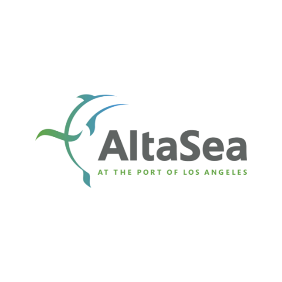 AltaSea
AT THE PORT OF LOS ANGELES